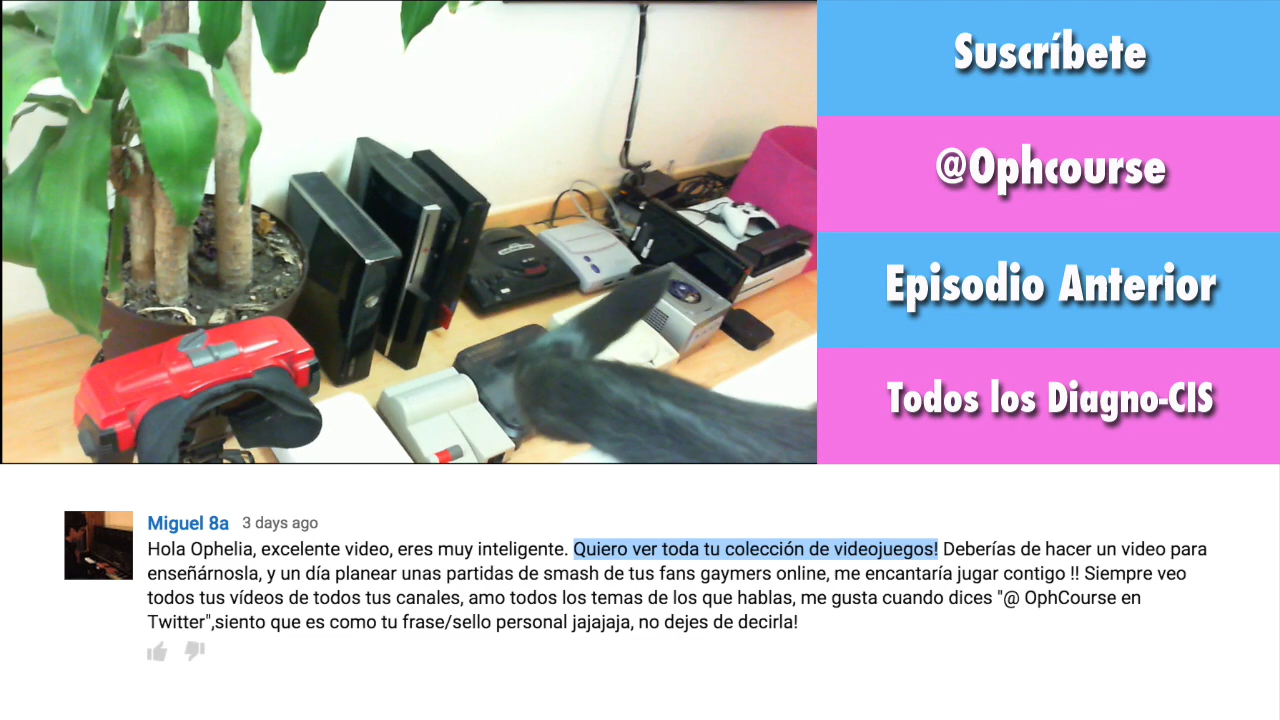 Suscríbete
@Ophcourse
Episodio Anterior
Todos los Diagno-CIS
Miguel 8a 3 days ago
Hola Ophelia, excelente video, eres muy inteligente. Quiero ver toda tu colección de videojuegos! Deberías de hacer un video para
enseñárnosla, y un día planear unas partidas de smash de tus fans gaymers online, me encantaría jugar contigo !! Siempre veo
todos tus vídeos de todos tus canales, amo todos los temas de los que hablas, me gusta cuando dices "@ OphCourse en
Twitter",siento que es como tu frase/sello personal jajajaja, no dejes de decirla!